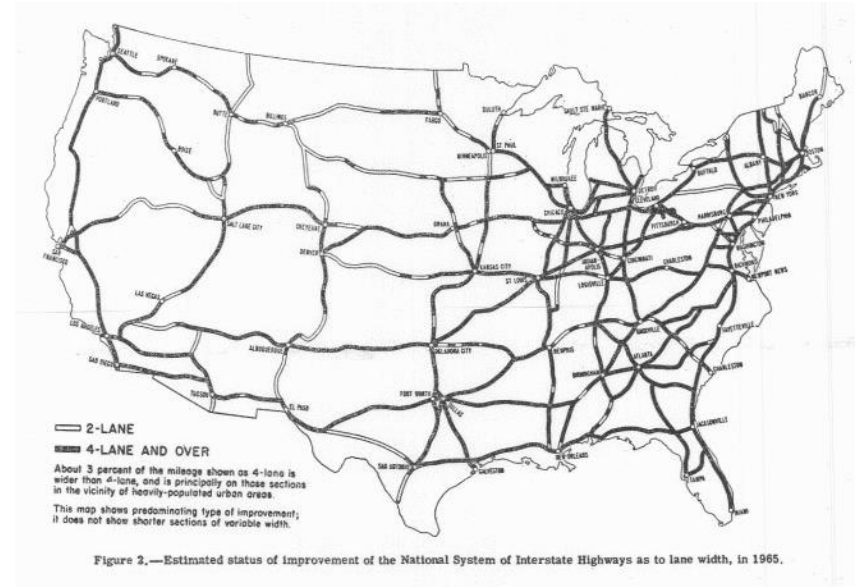 SEATTLE
SPOKANE
PORTLAND
BUTTE
BILLINGS
FARGO
DULUTH
SAULT STE MARIE
BANGOR
BOISE
MINNEAPOLIS
ST PAUL
MILWAUKEE
DETROIT
BUFFALO
ALBANY
BOSTON
CLEVELAND
NEW YORK
SALT LAKE CITY
CHEYENNE
OMAHA
CHICAGO
PITTSBURGH
HARRISBURG
PHILADELPHIA
SAN FRANCISCO
DENVER
INDIANAPOLIS
CINCINNATI
CHARLESTON
WASHINGTON
RICHMOND
KANSAS CITY
ST LOUIS
LOUISVILLE
NEWPORT NEWS
LAS VEGAS
LOS ANGELES
ALBUQUERQUE
OKLAHOMA CITY
MEMPHIS
FAYETTEVILLE
SAN DIEGO
BIRMINGHAM
ATLANTA
CHARLESTON
TUCSON
EL PASO
FORT WORTH
DALLAS
JACKSONVILLE
SAN ANTONIO
GALVESTON
NEW ORLEANS
TAMPA
MIAMI
2-LANE
4-LANE AND OVER
About 3 percent of the mileage shown as 4-lane is
wider than 4-lane, and is principally on those sections
in the vicinity of heavily-populated urban areas.
This map shows predominating type of improvement;
it does not show shorter sections of variable width.
Figure 2.—Estimated status of improvement of the National System of Interstate Highways as to lane width, in 1965.